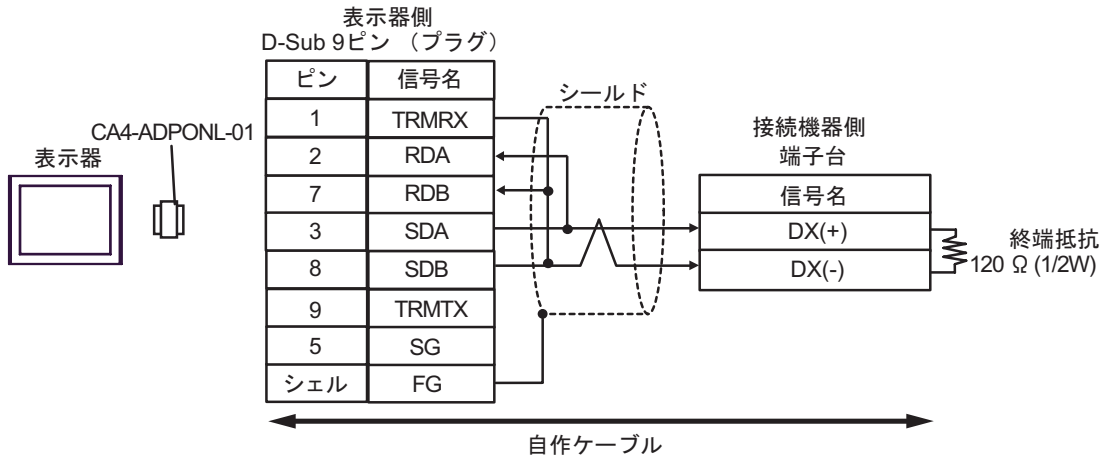 表示器側
D-Sub 9ピン （プラグ）
ピン 信号名
1 TRMRX
2 RDA
7 RDB
3 SDA
8 SDB
9 TRMTX
5 SG
シェル FG
CA4-ADPONL-01
表示器
シールド
接続機器側
端子台
信号名
DX(+)
DX(-)
終端抵抗
120 Ω (1/2W)
自作ケーブル